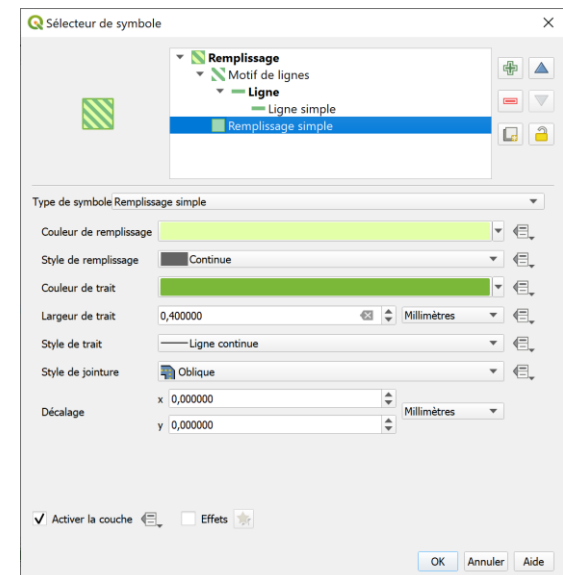 Sélecteur de symbole
Remplissage
Motif de lignes
Ligne
Ligne simple
Remplissage simple
Type de symbole Remplissage simple
Couleur de remplissage
Style de remplissage Continue
Couleur de trait
Largeur de trait 0,400000 Millimètres
Style de trait Ligne continue
Style de jointure Oblique
Décalage x 0,000000 Millimètres
y 0,000000
Activer la couche Effets
OK Annuler Aide